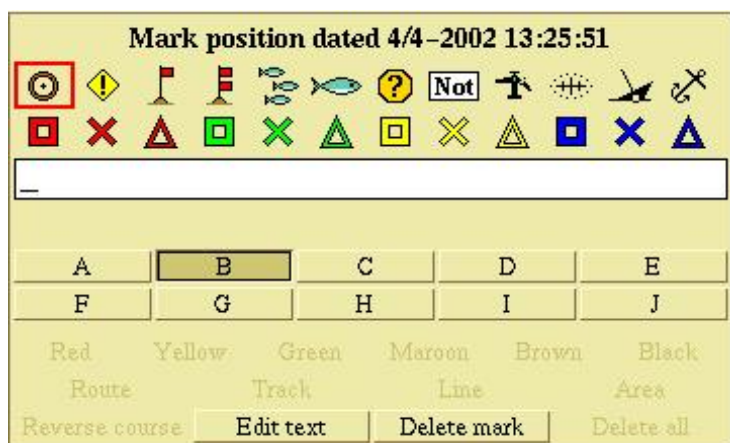 Mark position dated 4/4-2002 13:25:51
! ? Not
_
A B C D E
F G H I J
Red Yellow Green Maroon Brown Black
Route Track Line Area
Reverse course Edit text Delete mark Delete all